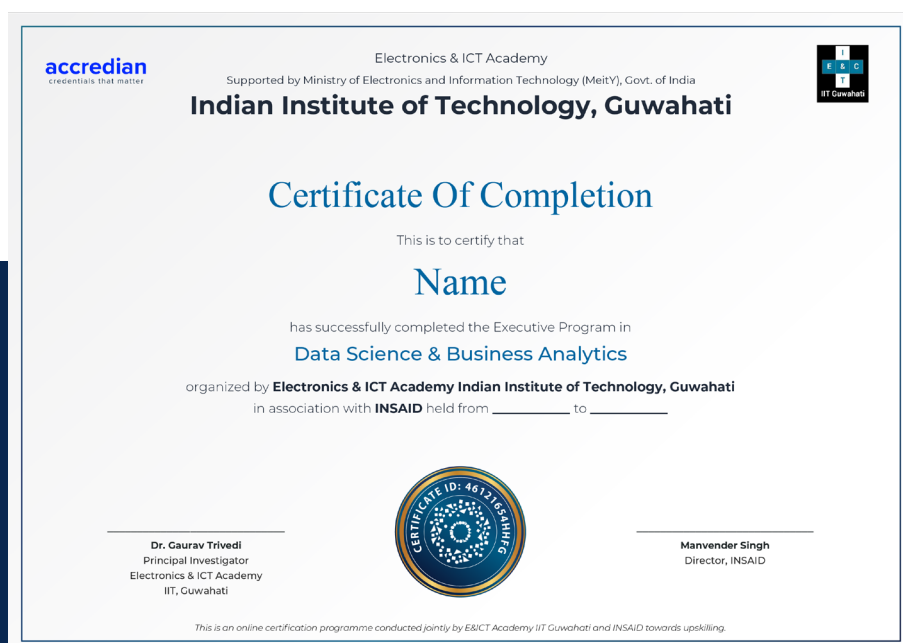 accredian
credentials that matter
Electronics & ICT Academy
Supported by Ministry of Electronics and Information Technology (MeitY), Govt. of India
Indian Institute of Technology, Guwahati
I
E & C
T
IIT Guwahati
Certificate Of Completion
This is to certify that
Name
has successfully completed the Executive Program in
Data Science & Business Analytics
organized by Electronics & ICT Academy Indian Institute of Technology, Guwahati
in association with INSAID held from ___________ to ___________
CERTIFICATE ID: 46121654HHFG
Dr. Gaurav Trivedi
Principal Investigator
Electronics & ICT Academy
IIT, Guwahati
Manvender Singh
Director, INSAID
This is an online certification programme conducted jointly by E&ICT Academy IIT Guwahati and INSAID towards upskilling.